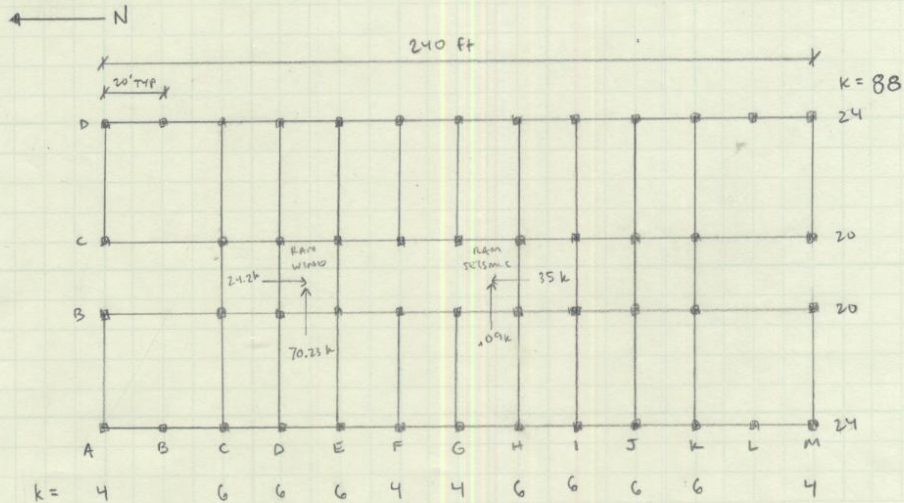 N
240 ft
20' TYP
k = 88
D 24
C 20
RAM WIND
RAM SEISMIC
24.2k
35 k
B 20
70.23 k
.09k
24
A B C D E F G H I J K L M
k = 4 6 6 6 4 4 6 6 6 6 4